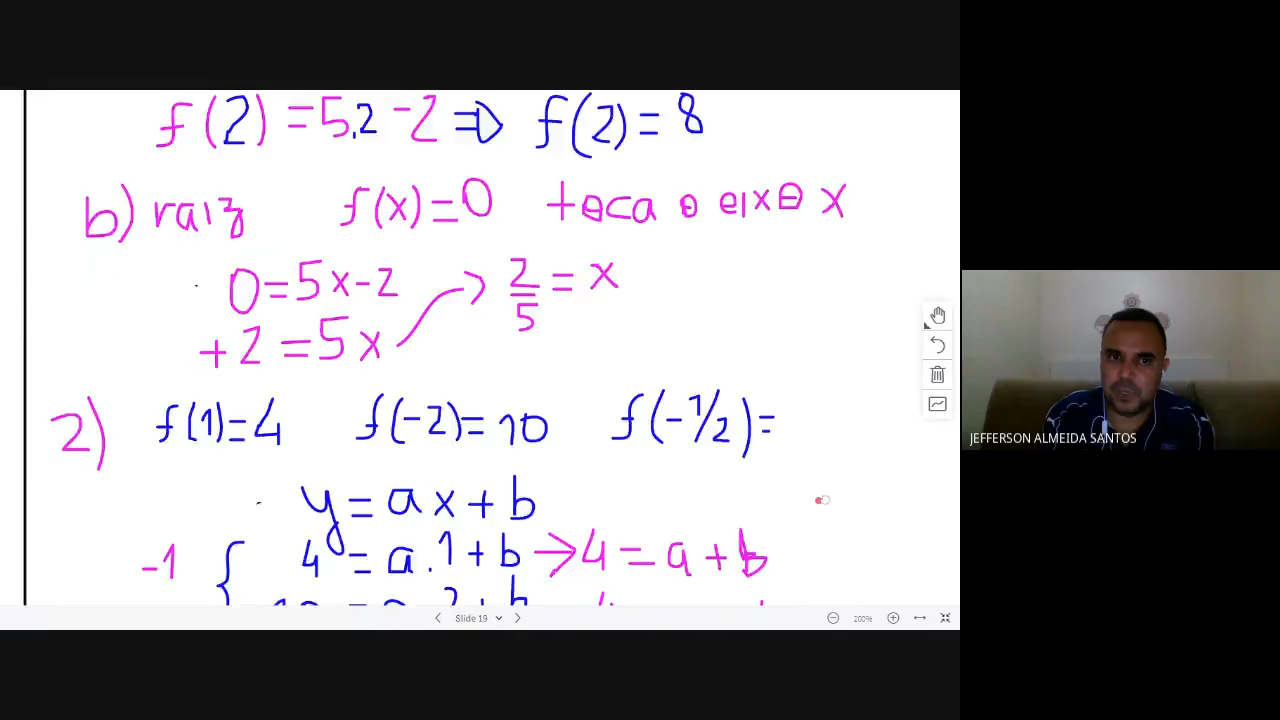 f(2) = 5.2 -2 => f(2) = 8
b) raiz f(x)=0 toca o eixo x
0=5x-2 → 2/5 = x
+2 = 5x
2) f(1)=4 f(-2)=10 f(-1/2)=
y = ax + b
-1 { 4 = a.1 + b → 4 = a + b
JEFFERSON ALMEIDA SANTOS
Slide 19
200%